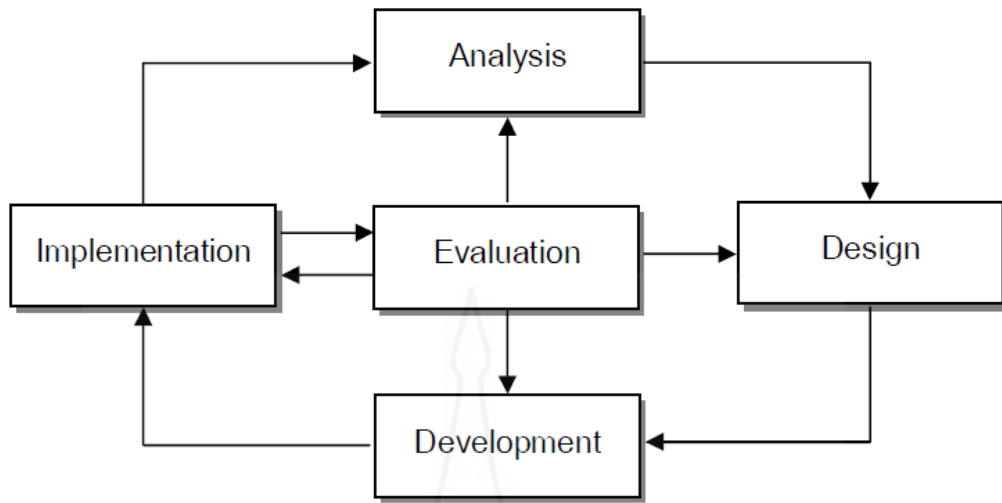 Analysis
Implementation
Evaluation
Design
Development